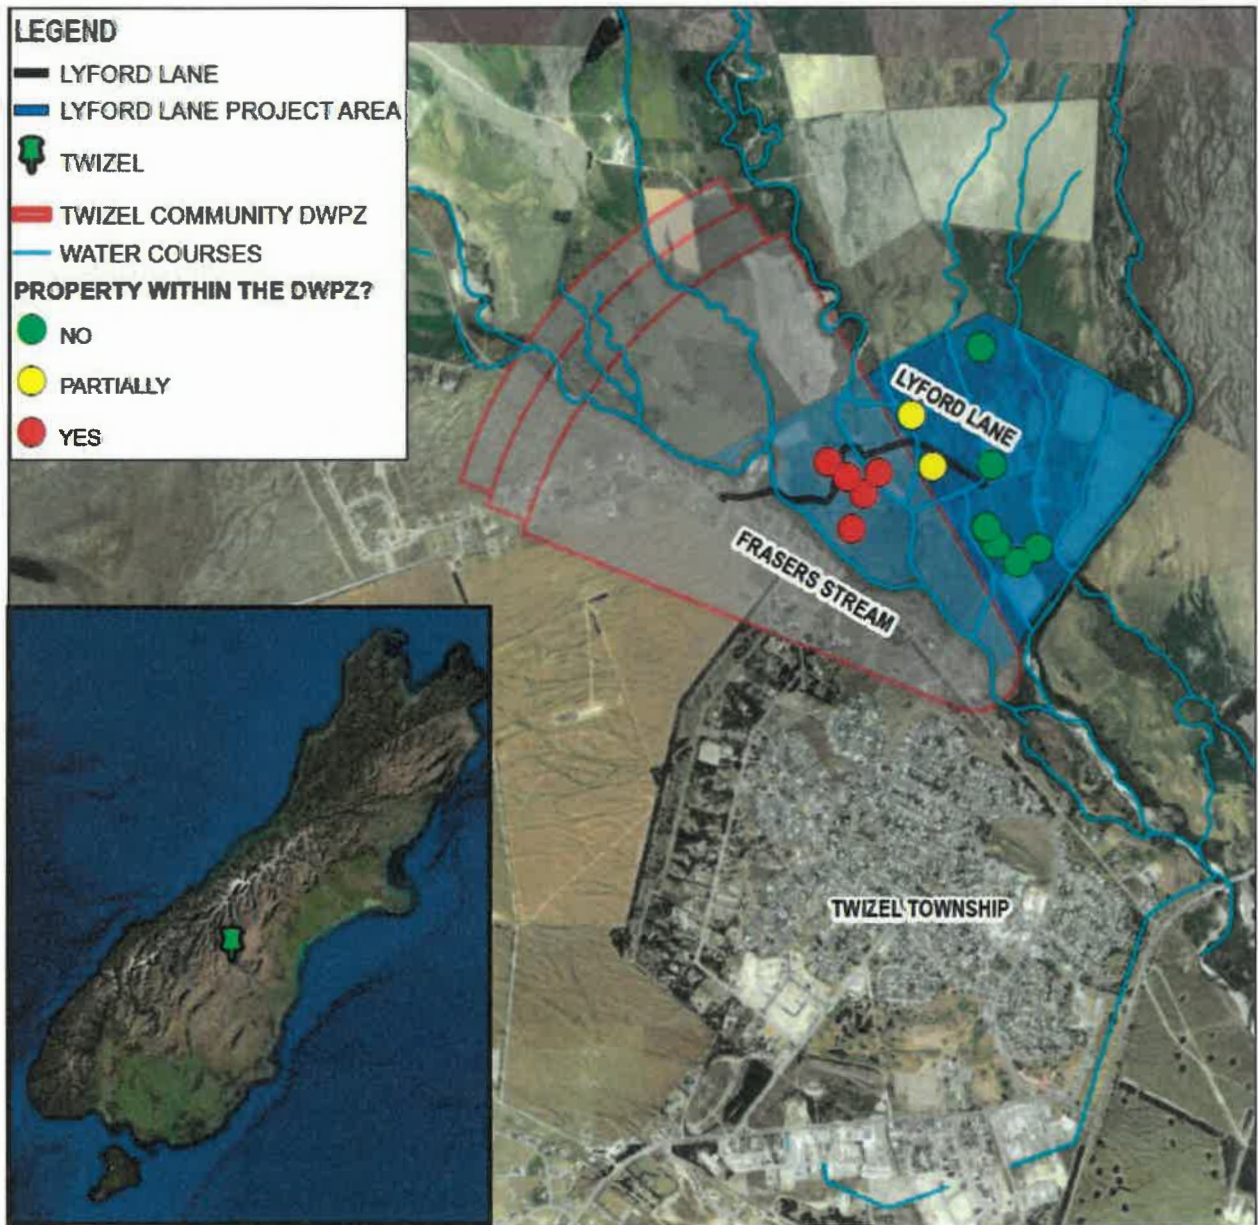 LEGEND
LYFORD LANE
LYFORD LANE PROJECT AREA
TWIZEL
TWIZEL COMMUNITY DWPZ
WATER COURSES
PROPERTY WITHIN THE DWPZ?
NO
PARTIALLY
YES
LYFORD LANE
FRASERS STREAM
TWIZEL TOWNSHIP